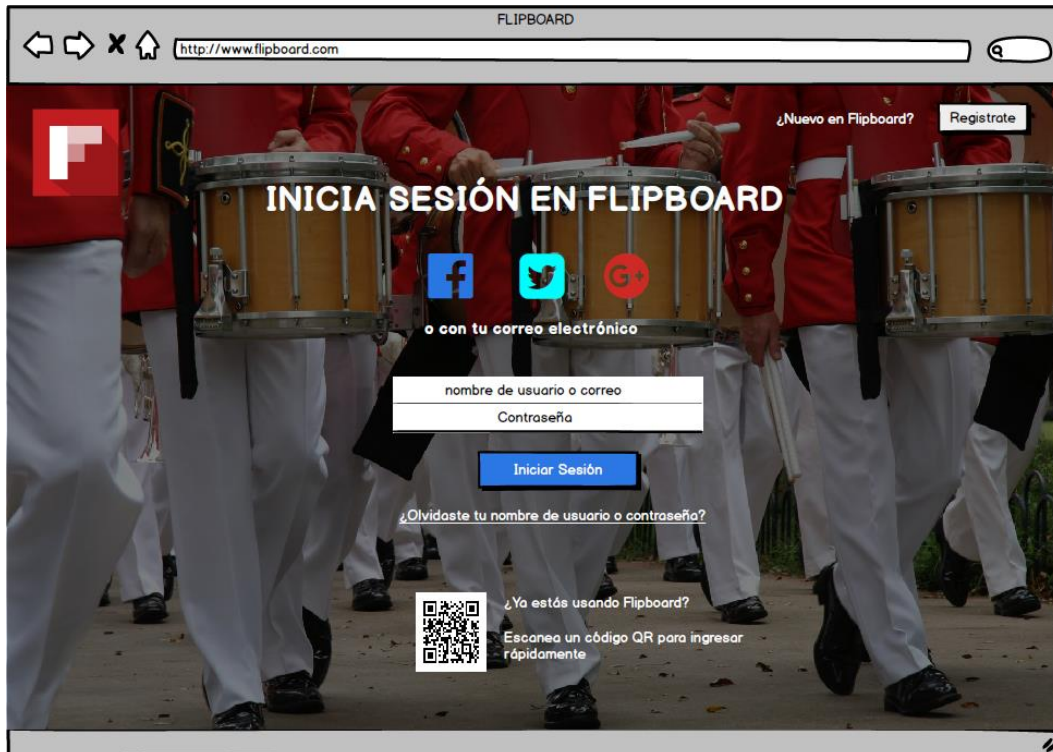 FLIPBOARD
http://www.flipboard.com
¿Nuevo en Flipboard?
Registrate
INICIA SESIÓN EN FLIPBOARD
f
G+
o con tu correo electrónico
nombre de usuario o correo
Contraseña
Iniciar Sesión
¿Olvidaste tu nombre de usuario o contraseña?
¿Ya estás usando Flipboard?
Escanea un código QR para ingresar
rápidamente